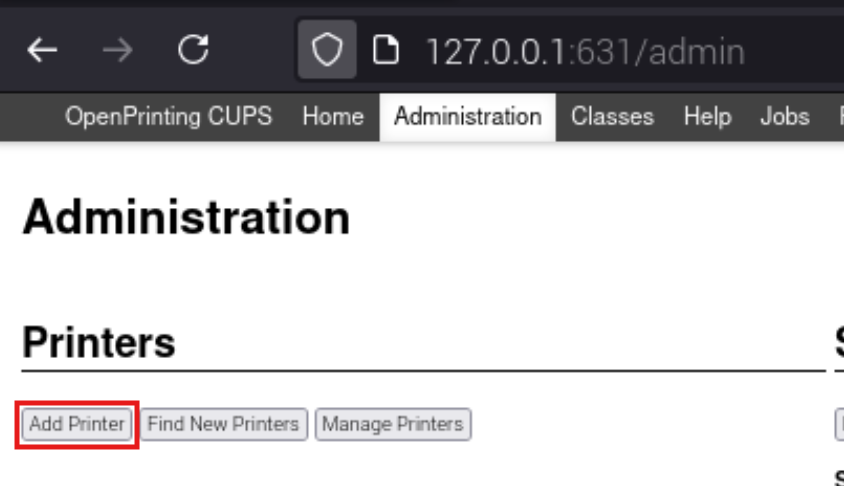 127.0.0.1:631/admin
OpenPrinting CUPS Home Administration Classes Help Jobs
Administration
Printers
Add Printer Find New Printers Manage Printers